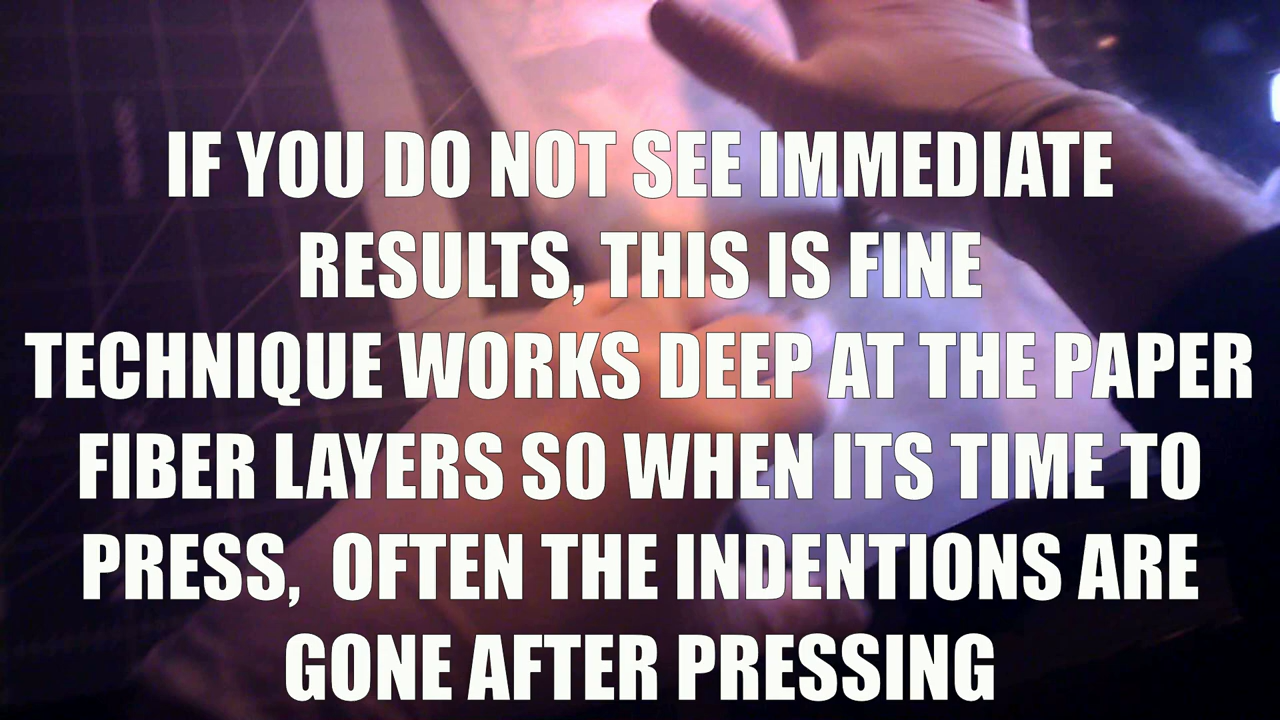 IF YOU DO NOT SEE IMMEDIATE
RESULTS, THIS IS FINE
TECHNIQUE WORKS DEEP AT THE PAPER
FIBER LAYERS SO WHEN ITS TIME TO
PRESS,  OFTEN THE INDENTIONS ARE
GONE AFTER PRESSING